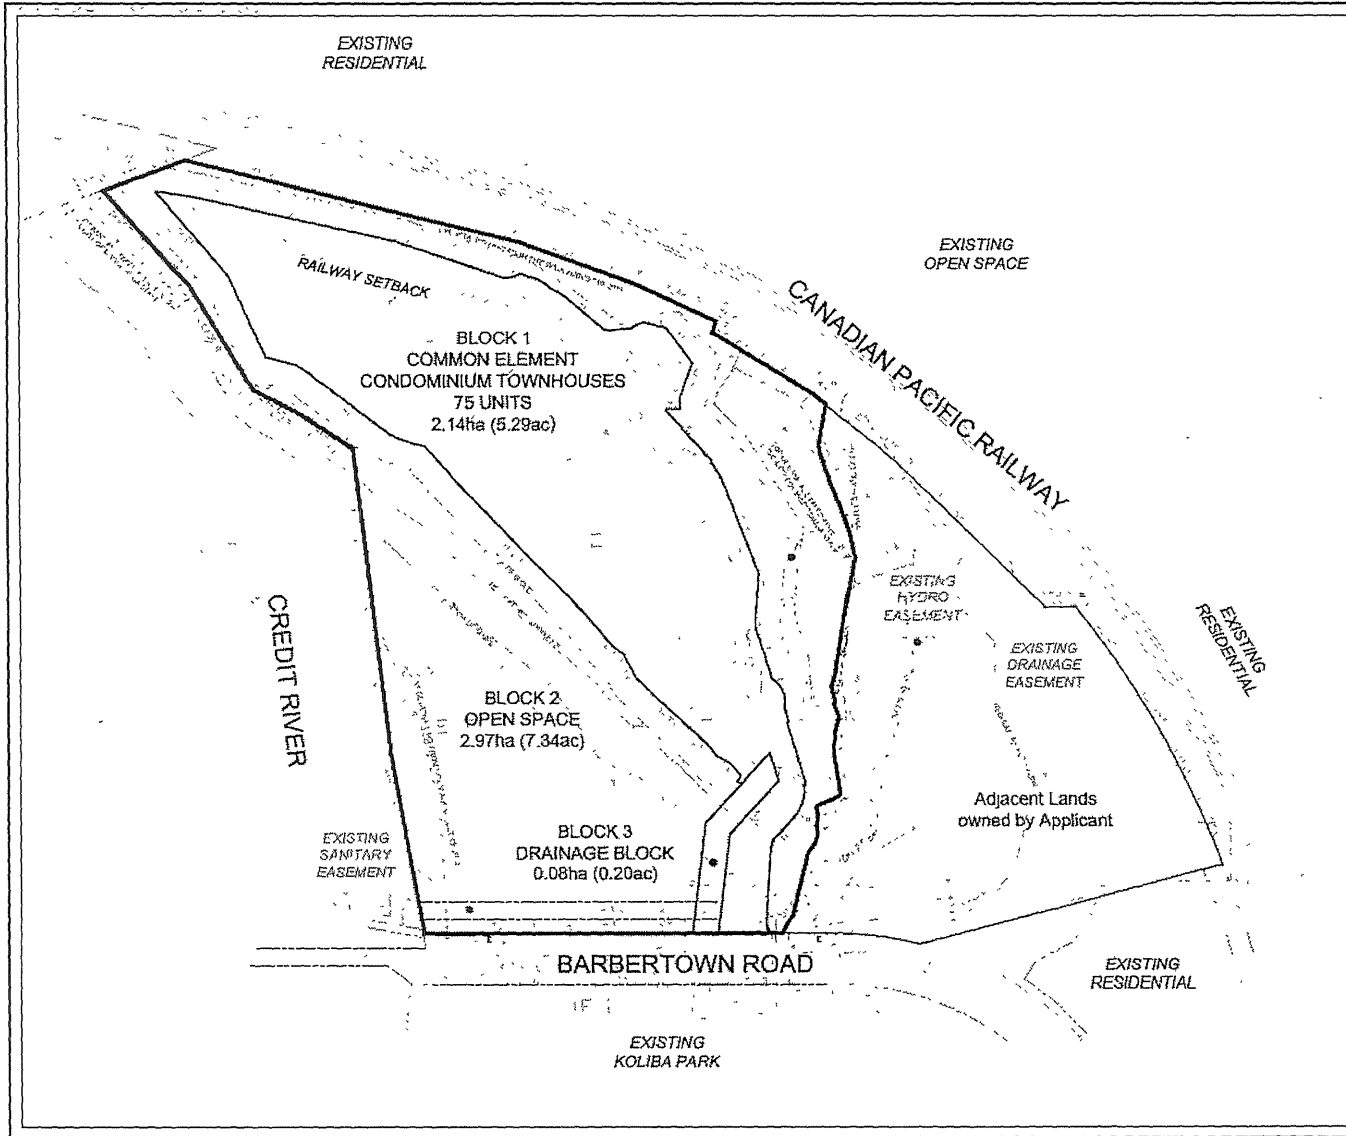 EXISTING
RESIDENTIAL
EXISTING
OPEN SPACE
RAILWAY SETBACK
CANADIAN PACIFIC RAILWAY
BLOCK 1
COMMON ELEMENT
CONDOMINIUM TOWNHOUSES
75 UNITS
2.14ha (5.29ac)
EXISTING
HYDRO
EASEMENT
EXISTING
RESIDENTIAL
CREDIT RIVER
EXISTING
DRAINAGE
EASEMENT
BLOCK 2
OPEN SPACE
2.97ha (7.34ac)
Adjacent Lands
owned by Applicant
BLOCK 3
DRAINAGE BLOCK
0.08ha (0.20ac)
EXISTING
SANITARY
EASEMENT
BARBERTOWN ROAD
EXISTING
RESIDENTIAL
EXISTING
KOLIBA PARK